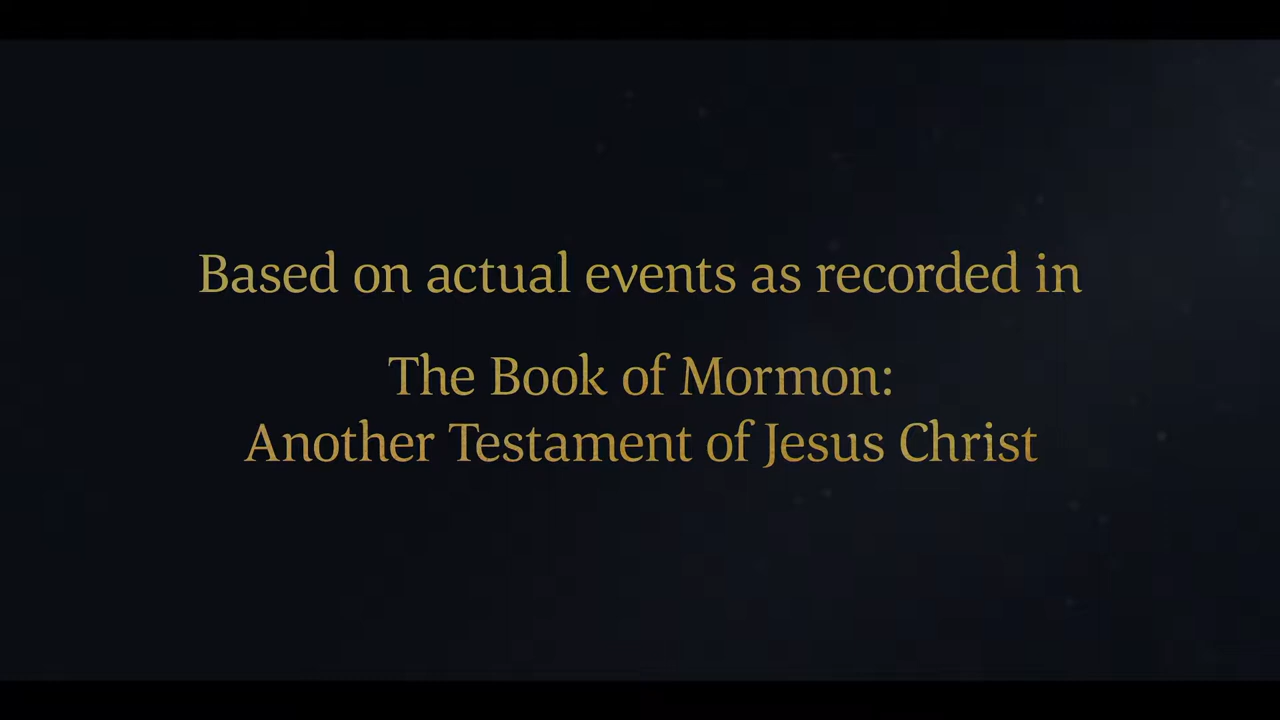 Based on actual events as recorded in
The Book of Mormon:
Another Testament of Jesus Christ